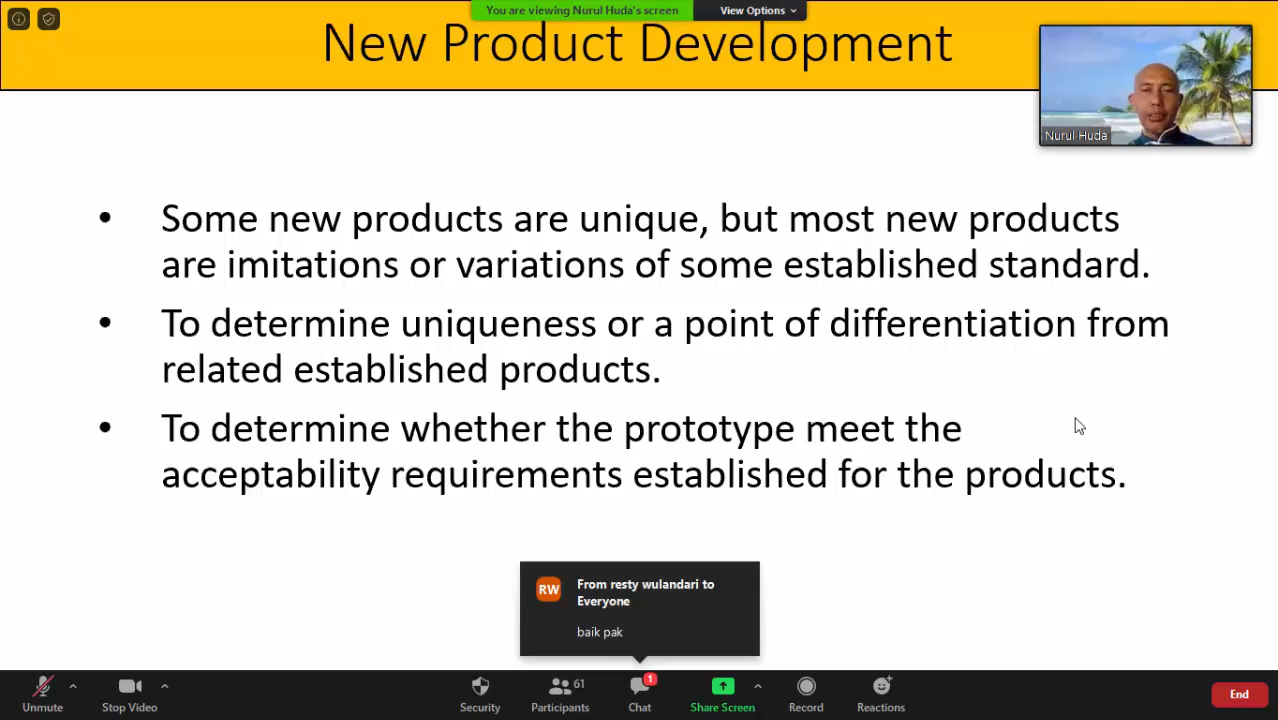 You are viewing Nurul Huda's screen
View Options
New Product Development
Nurul Huda
• Some new products are unique, but most new products
are imitations or variations of some established standard.
• To determine uniqueness or a point of differentiation from
related established products.
• To determine whether the prototype meet the
acceptability requirements established for the products.
RW
From resty wulandari to
Everyone
baik pak
Unmute
Stop Video
Security
61
Participants
1
Chat
Share Screen
Record
Reactions
End